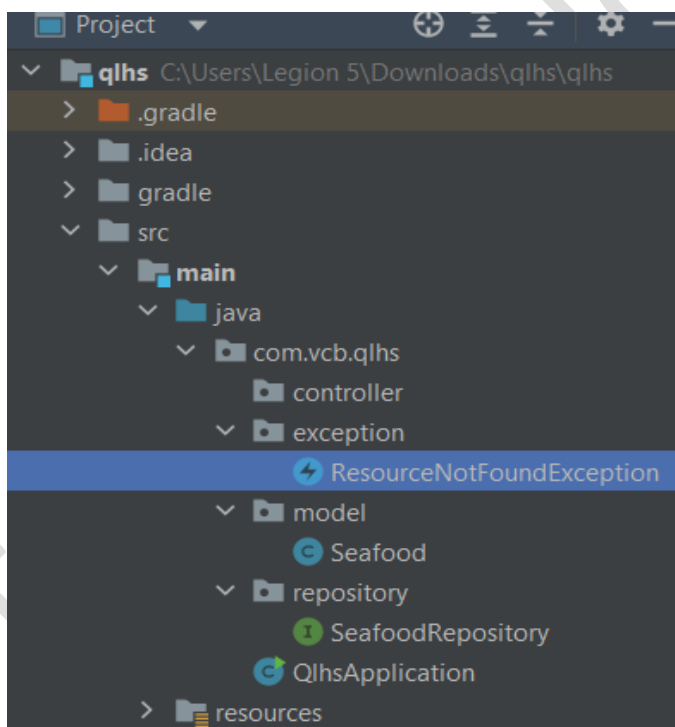 Project
qlhs C:\Users\Legion 5\Downloads\qlhs\qlhs
.gradle
.idea
gradle
src
main
java
com.vcb.qlhs
controller
exception
ResourceNotFoundException
model
Seafood
repository
SeafoodRepository
QlhsApplication
resources